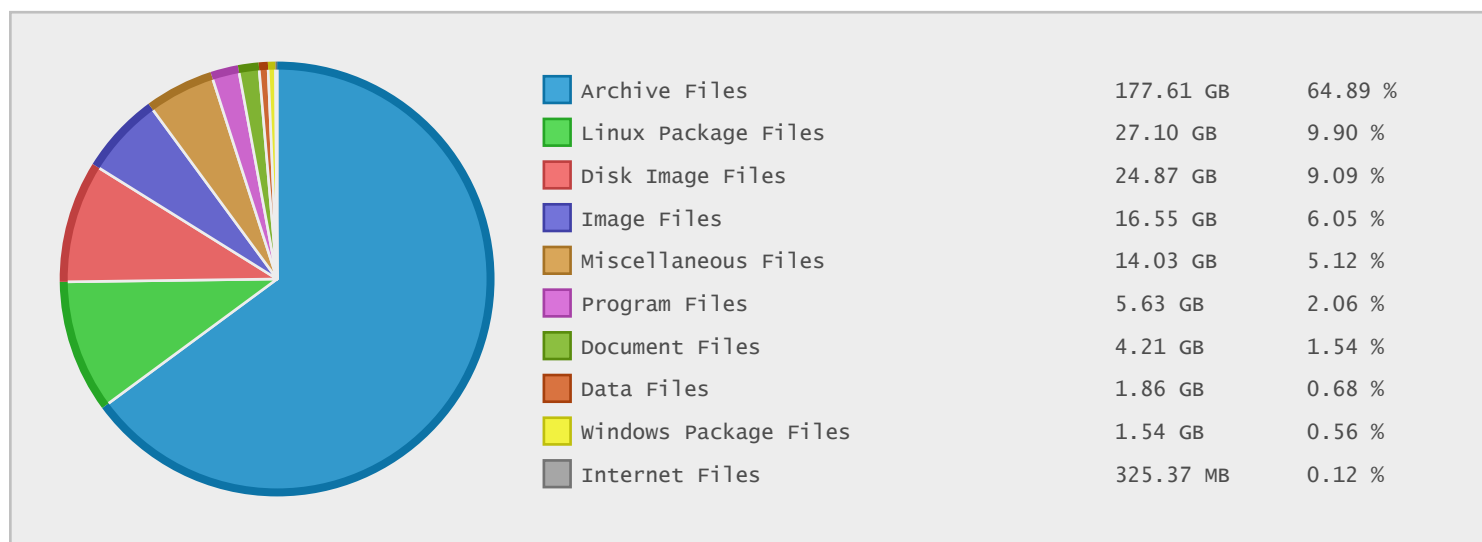 Archive Files 177.61 GB 64.89 %
Linux Package Files 27.10 GB 9.90 %
Disk Image Files 24.87 GB 9.09 %
Image Files 16.55 GB 6.05 %
Miscellaneous Files 14.03 GB 5.12 %
Program Files 5.63 GB 2.06 %
Document Files 4.21 GB 1.54 %
Data Files 1.86 GB 0.68 %
Windows Package Files 1.54 GB 0.56 %
Internet Files 325.37 MB 0.12 %